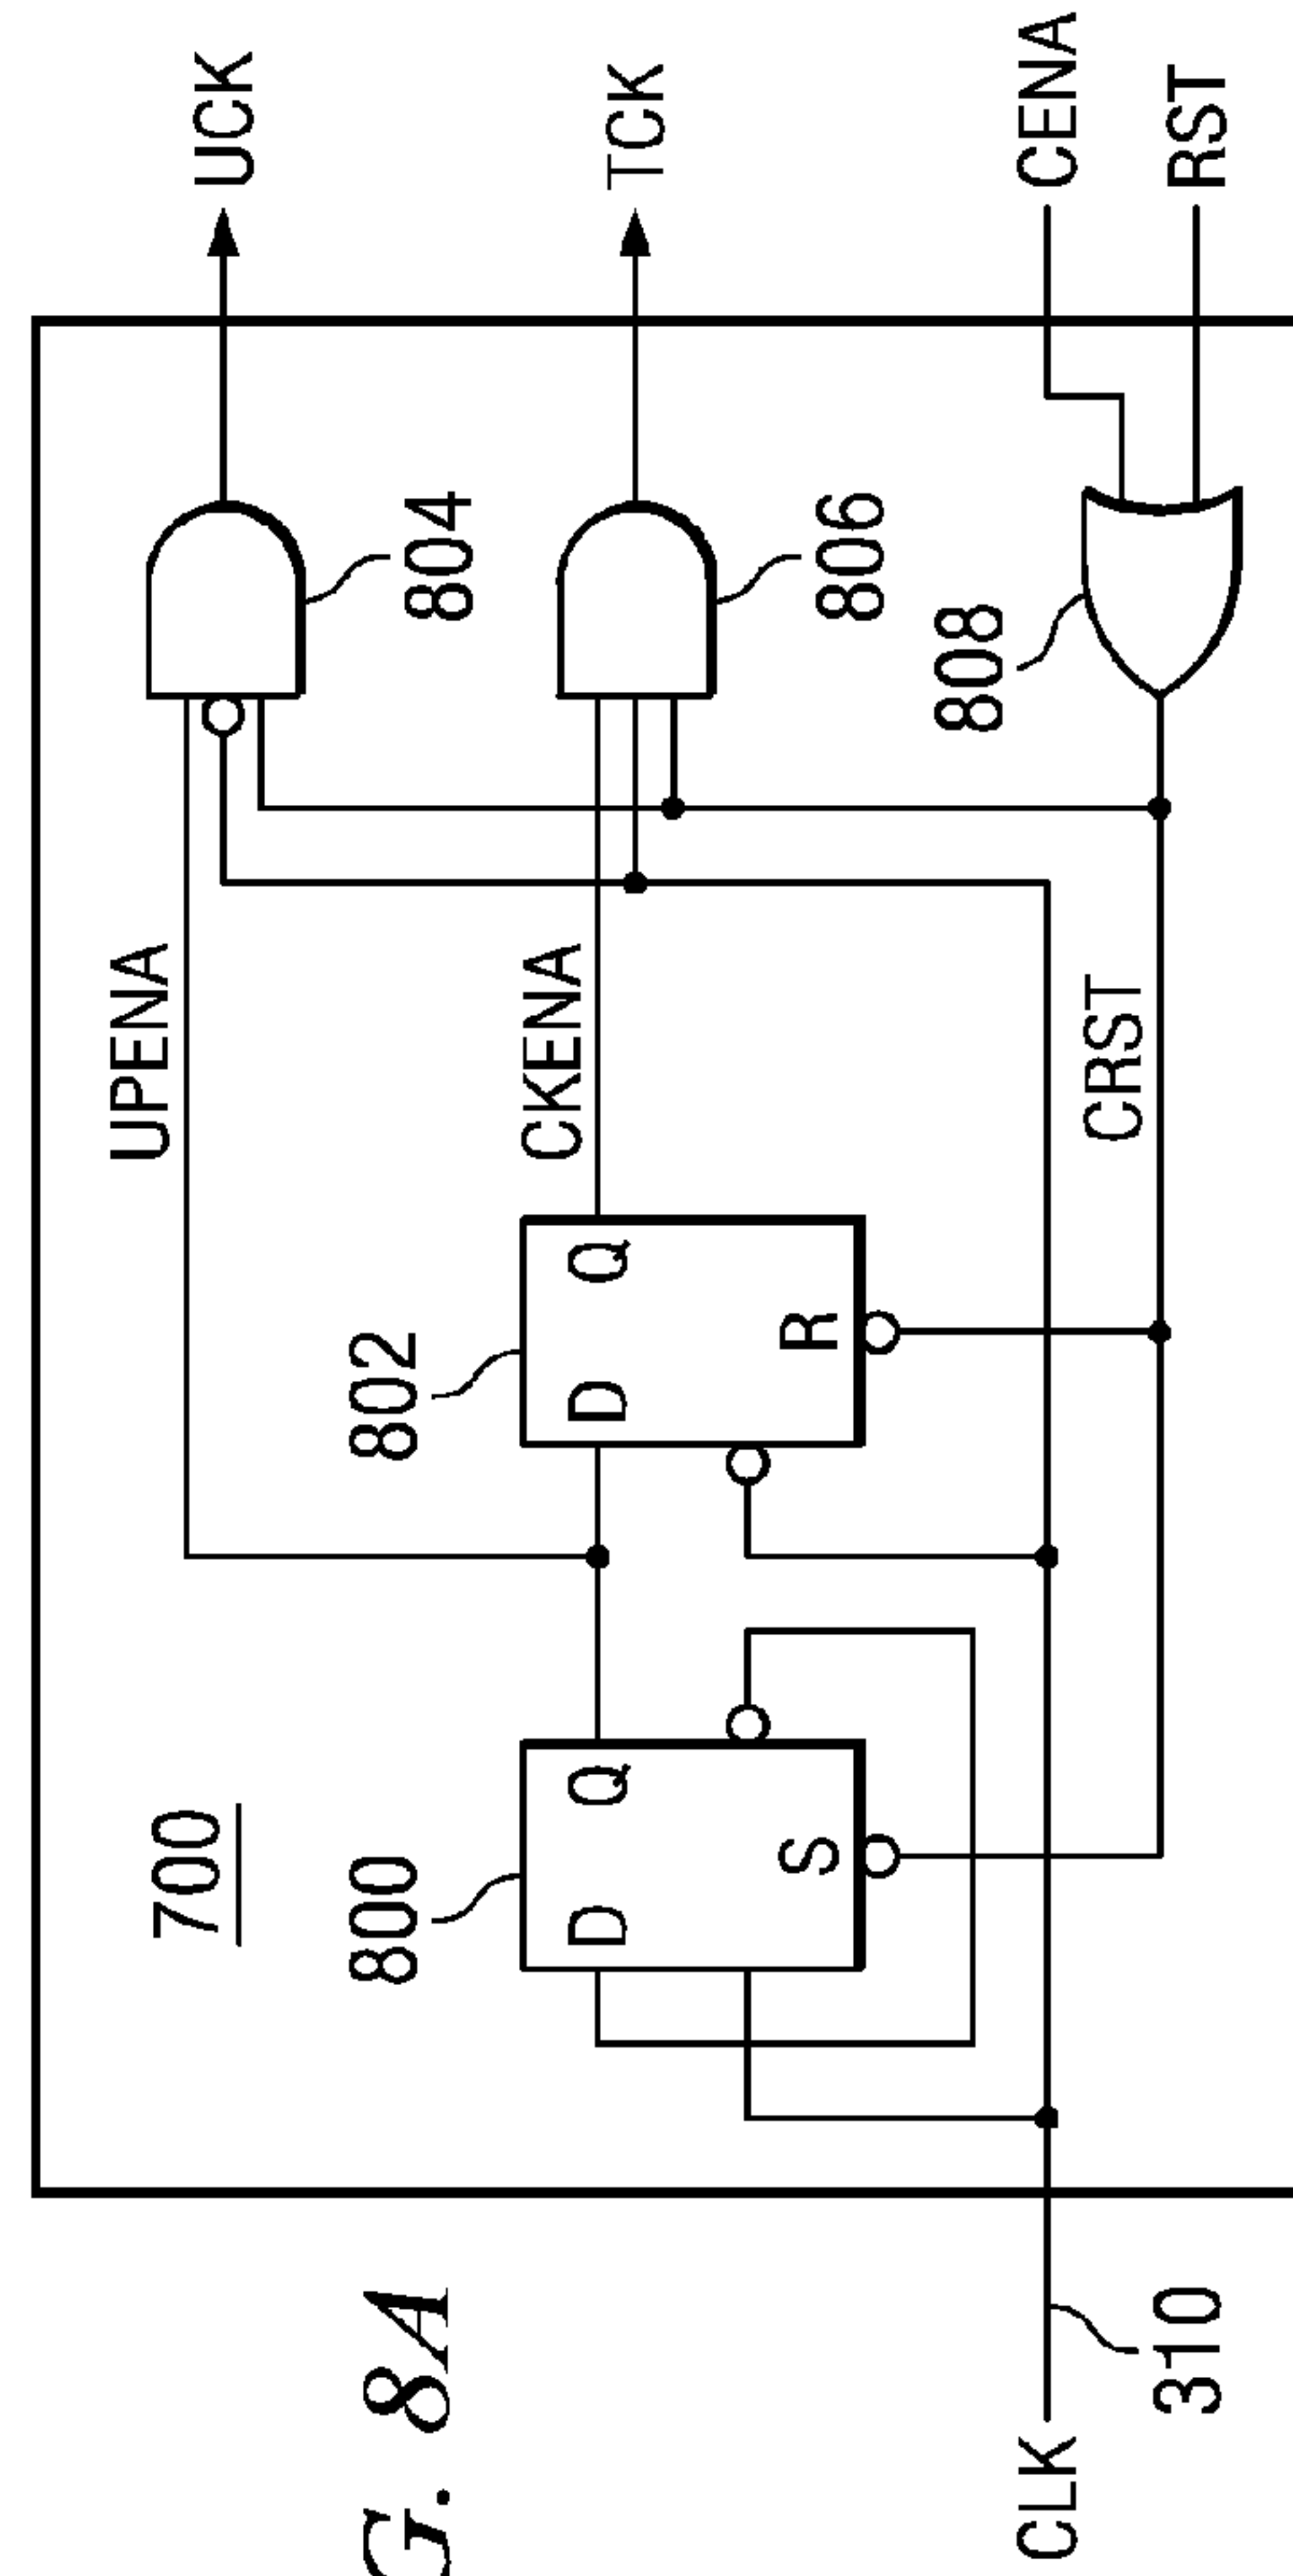 G. 8A
700
UPENA
UCK
804
800
D
Q
S
802
D
Q
R
CKENA
TCK
806
808
CRST
CLK
310
CENA
RST